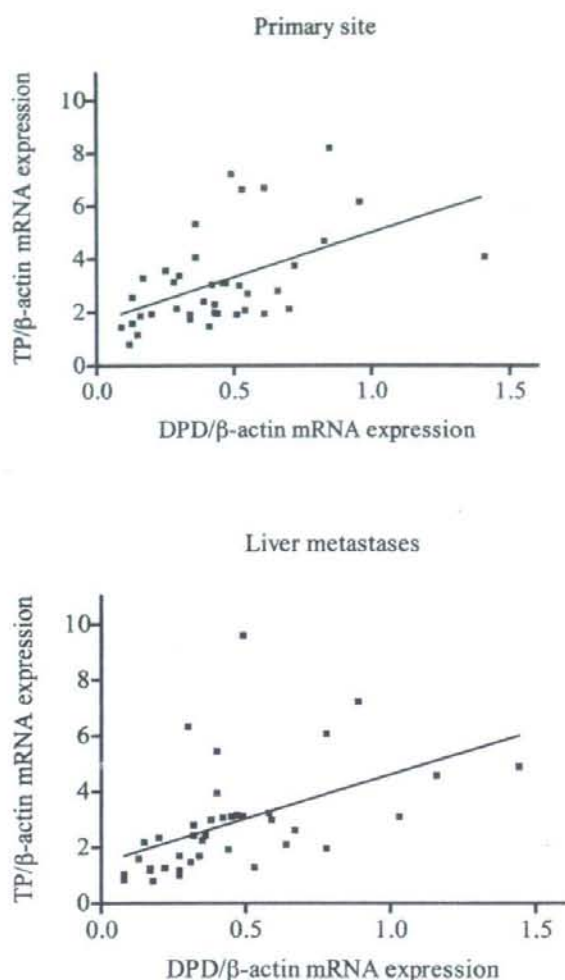 Primary site
TP/β-actin mRNA expression
10
8
6
4
2
0
0.0 0.5 1.0 1.5
DPD/β-actin mRNA expression
Liver metastases
TP/β-actin mRNA expression
10
8
6
4
2
0
0.0 0.5 1.0 1.5
DPD/β-actin mRNA expression